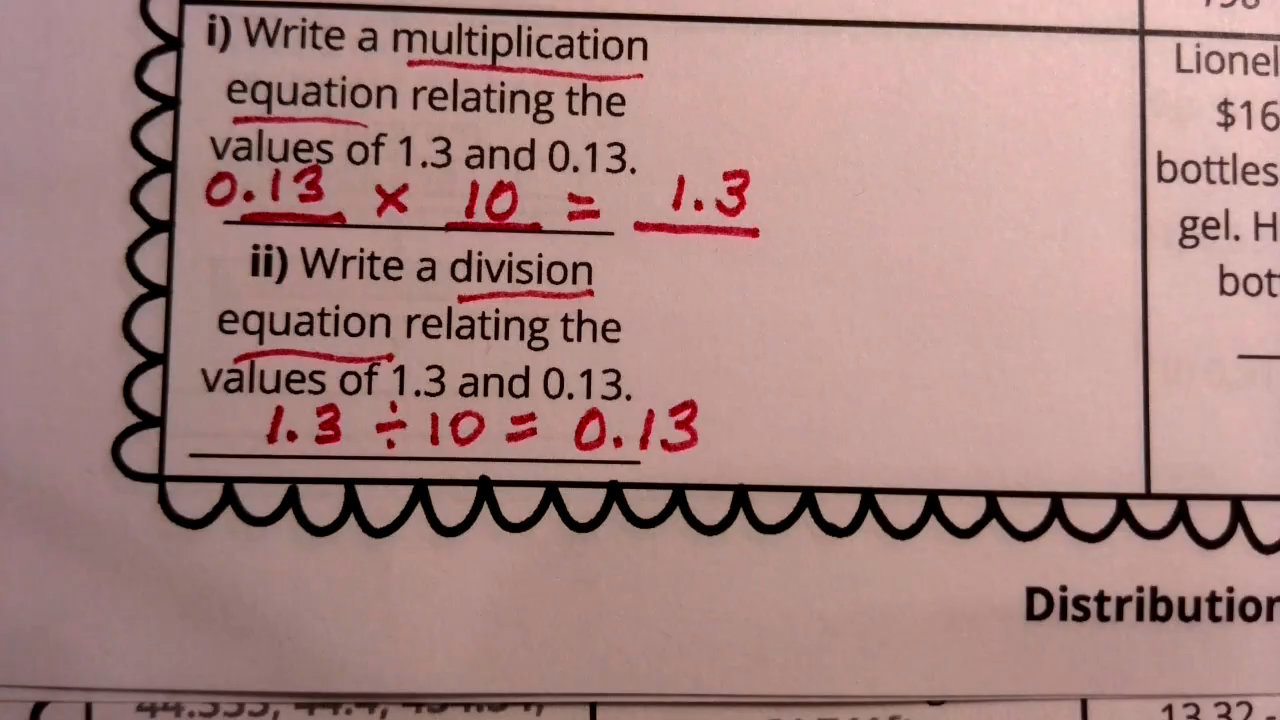 i) Write a multiplication
equation relating the
values of 1.3 and 0.13.
0.13 × 10 = 1.3
ii) Write a division
equation relating the
values of 1.3 and 0.13.
1.3 ÷ 10 = 0.13
Lionel
$16
bottles
gel. H
bot
Distribution
13.32